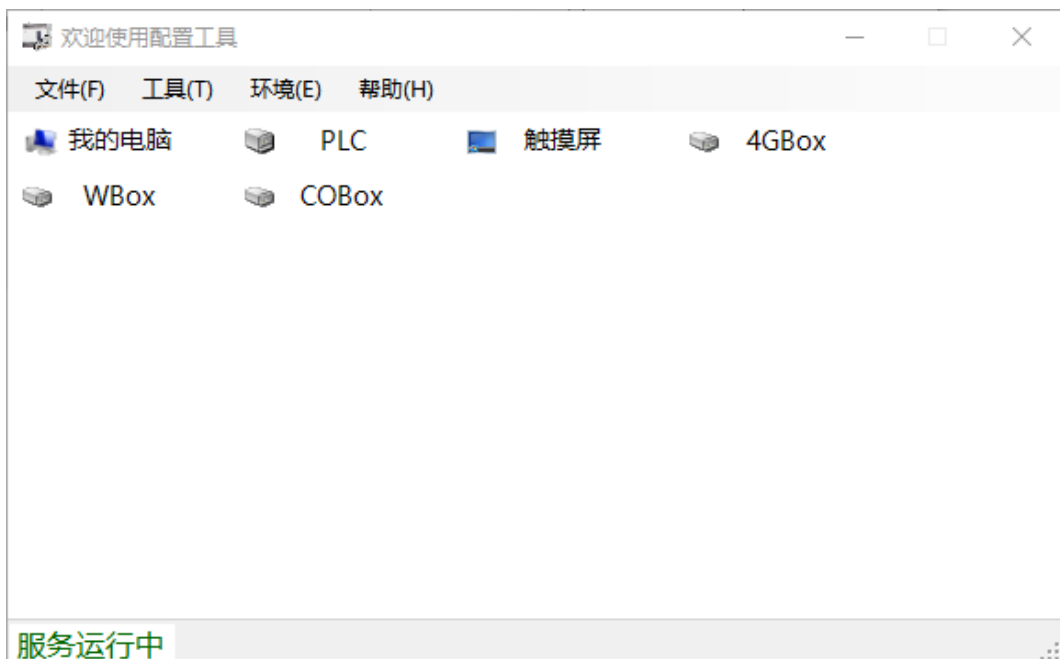 欢迎使用配置工具
文件(F) 工具(T) 环境(E) 帮助(H)
我的电脑 PLC 触摸屏 4GBox
WBox COBox
服务运行中